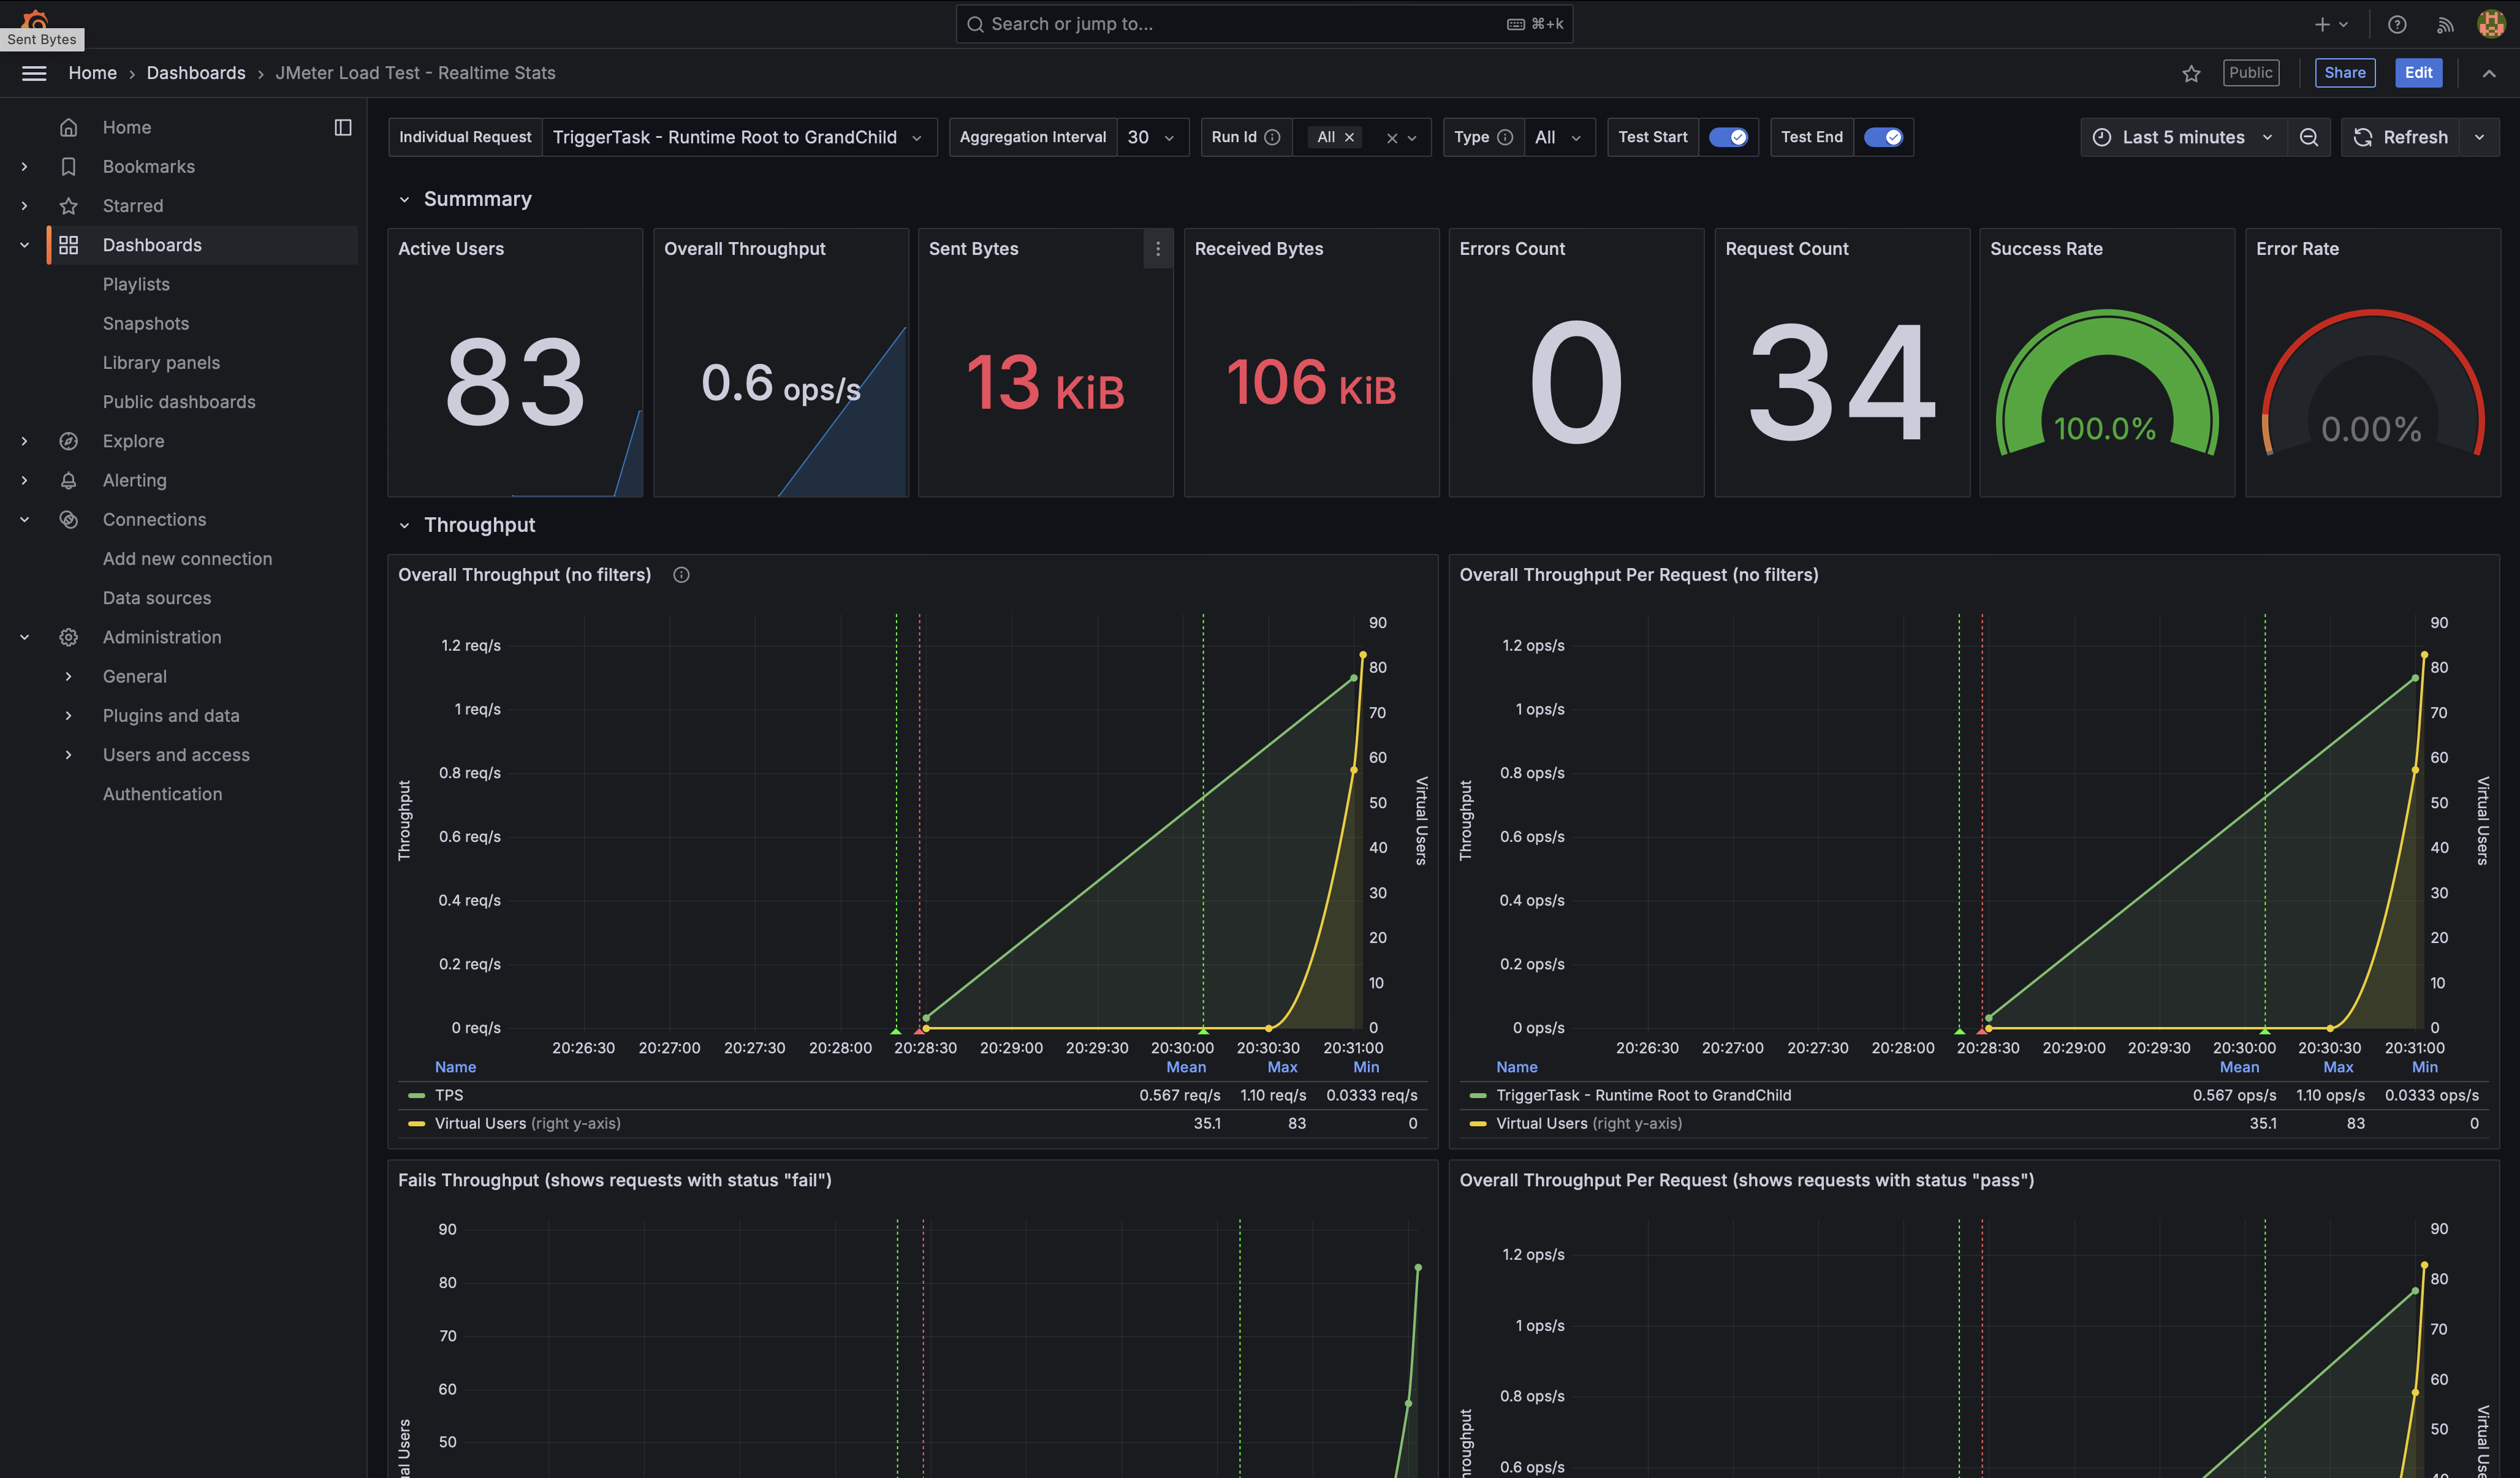 Sent Bytes
Search or jump to...
⌘+k
Home › Dashboards › JMeter Load Test - Realtime Stats
Public
Share
Edit
Home
Bookmarks
Starred
Dashboards
Playlists
Snapshots
Library panels
Public dashboards
Explore
Alerting
Connections
Add new connection
Data sources
Administration
General
Plugins and data
Users and access
Authentication
Individual Request TriggerTask - Runtime Root to GrandChild Aggregation Interval 30 Run Id All Type All Test Start Test End Last 5 minutes Refresh
Summmary
Active Users
83
Overall Throughput
0.6 ops/s
Sent Bytes
13 KiB
Received Bytes
106 KiB
Errors Count
0
Request Count
34
Success Rate
100.0%
Error Rate
0.00%
Throughput
Overall Throughput (no filters)
Throughput
1.2 req/s
1 req/s
0.8 req/s
0.6 req/s
0.4 req/s
0.2 req/s
0 req/s
90
80
70
60
50
40
30
20
10
0
Virtual Users
20:26:30 20:27:00 20:27:30 20:28:00 20:28:30 20:29:00 20:29:30 20:30:00 20:30:30 20:31:00
Name Mean Max Min
TPS 0.567 req/s 1.10 req/s 0.0333 req/s
Virtual Users (right y-axis) 35.1 83 0
Overall Throughput Per Request (no filters)
Throughput
1.2 ops/s
1 ops/s
0.8 ops/s
0.6 ops/s
0.4 ops/s
0.2 ops/s
0 ops/s
90
80
70
60
50
40
30
20
10
0
Virtual Users
20:26:30 20:27:00 20:27:30 20:28:00 20:28:30 20:29:00 20:29:30 20:30:00 20:30:30 20:31:00
Name Mean Max Min
TriggerTask - Runtime Root to GrandChild 0.567 ops/s 1.10 ops/s 0.0333 ops/s
Virtual Users (right y-axis) 35.1 83 0
Fails Throughput (shows requests with status "fail")
90
80
70
60
50
Users
Overall Throughput Per Request (shows requests with status "pass")
1.2 ops/s
1 ops/s
0.8 ops/s
0.6 ops/s
90
80
70
60
50
Virtual